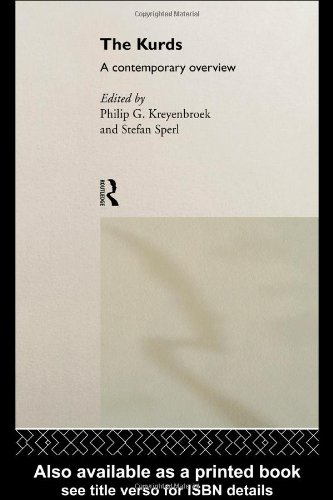 The Kurds
A contemporary overview
Edited by
Philip G. Kreyenbroek
and Stefan Sperl
ROUTLEDGE
Also available as a printed book
see title verso for ISBN details